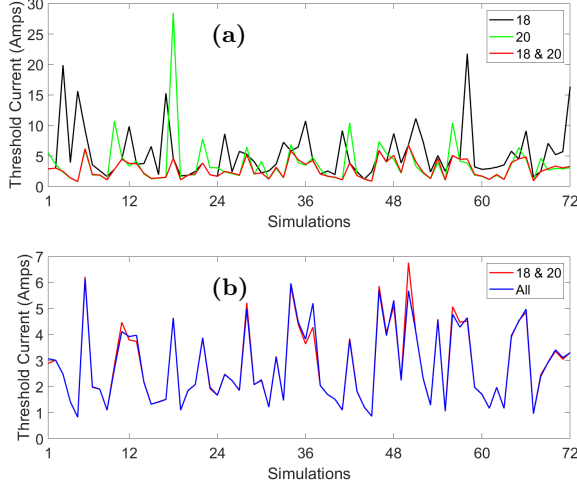 30
25
20
15
10
5
0
Threshold Current (Amps)
(a)
18
20
18 & 20
1 12 24 36 48 60 72
Simulations
7
6
5
4
3
2
1
0
Threshold Current (Amps)
(b)
18 & 20
All
1 12 24 36 48 60 72
Simulations